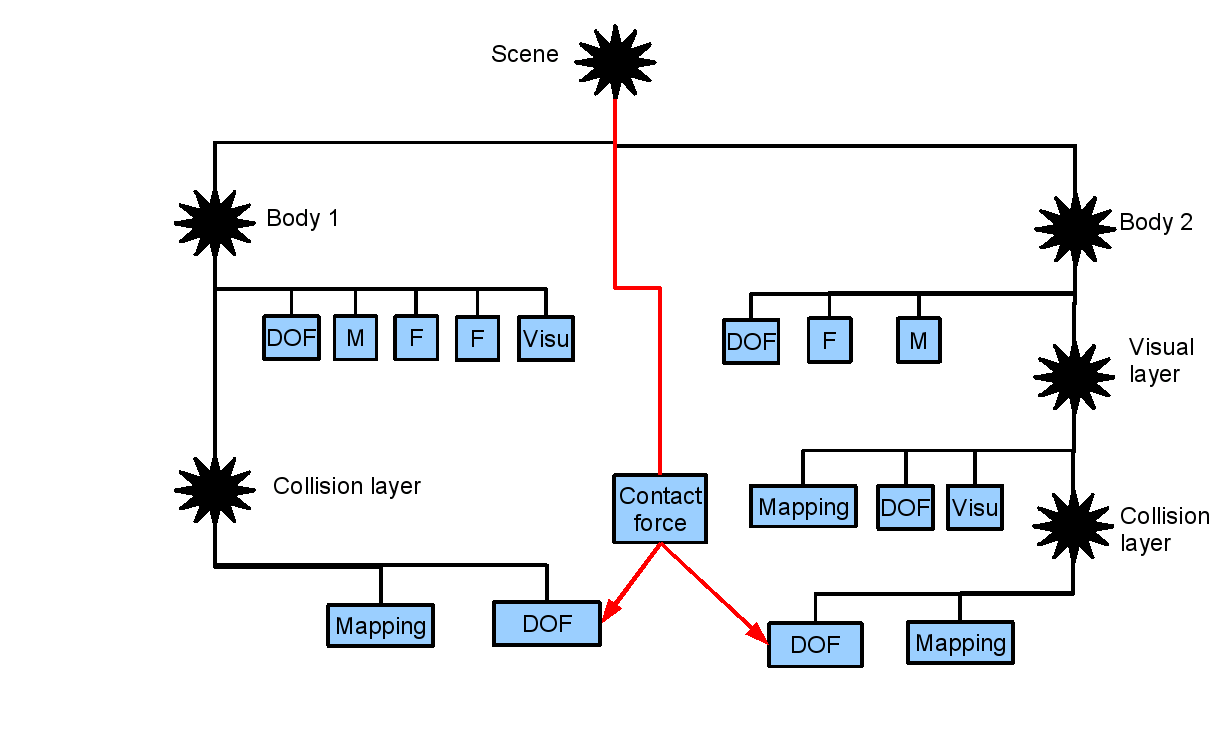 Scene
Body 1
Body 2
DOF
M
F
F
Visu
DOF
F
M
Visual
layer
Collision layer
Contact
force
Mapping
DOF
Visu
Collision
layer
Mapping
DOF
DOF
Mapping